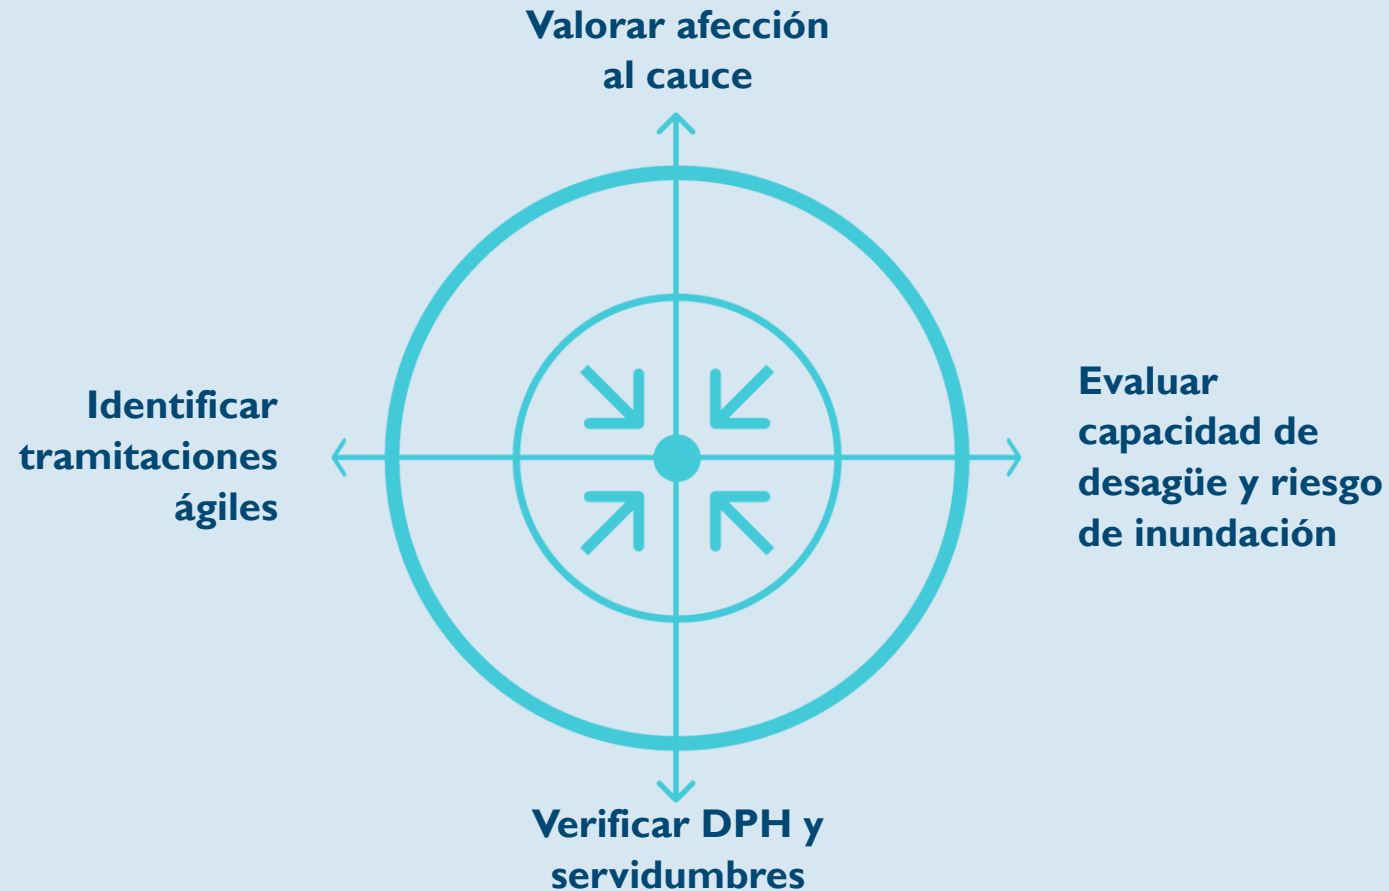 Valorar afección
al cauce
Identificar
tramitaciones
ágiles
Evaluar
capacidad de
desagüe y riesgo
de inundación
Verificar DPH y
servidumbres